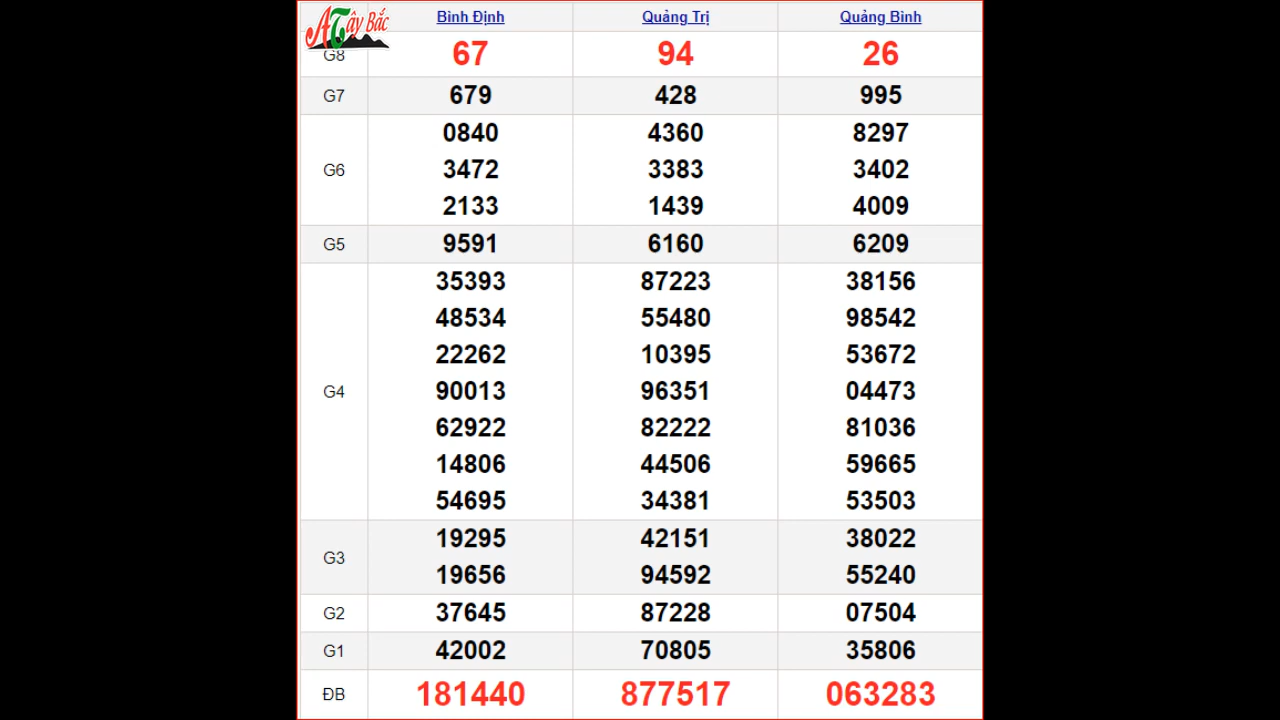 ATây Bắc
Bình Định Quảng Trị Quảng Bình
G8 67 94 26
G7 679 428 995
0840 4360 8297
G6 3472 3383 3402
2133 1439 4009
G5 9591 6160 6209
35393 87223 38156
48534 55480 98542
22262 10395 53672
G4 90013 96351 04473
62922 82222 81036
14806 44506 59665
54695 34381 53503
19295 42151 38022
G3
19656 94592 55240
G2 37645 87228 07504
G1 42002 70805 35806
ĐB 181440 877517 063283